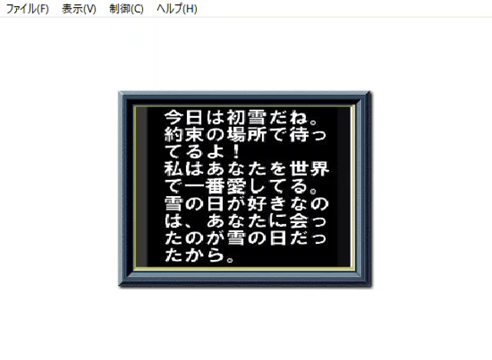 ファイル(F) 表示(V) 制御(C) ヘルプ(H)
今日は初雪だね。
約束の場所で待っ
てるよ！
私はあなたを世界
で一番愛してる。
雪の日が好きなの
は、あなたに会っ
たのが雪の日だっ
たから。